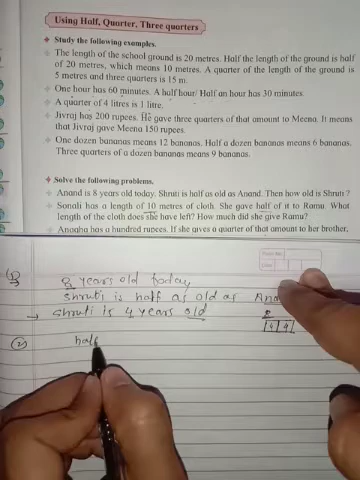 Using Half, Quarter, Three quarters
Study the following examples.
The length of the school ground is 20 metres. Half the length of the ground is half
of 20 metres, which means 10 metres. A quarter of the length of the ground is
5 metres and three quarters is 15 m.
One hour has 60 minutes. A half hour/ Half an hour has 30 minutes.
A quarter of 4 litres is 1 litre.
Jivraj has 200 rupees. He gave three quarters of that amount to Meena. It means
that Jivraj gave Meena 150 rupees.
One dozen bananas means 12 bananas. Half a dozen bananas means 6 bananas.
Three quarters of a dozen bananas means 9 bananas.
Solve the following problems.
Anand is 8 years old today. Shruti is half as old as Anand. Then how old is Shruti ?
Sonali has a length of 10 metres of cloth. She gave half of it to Ramu. What
length of the cloth does she have left? How much did she give Ramu?
Anagha has a hundred rupees. If she gives a quarter of that amount to her brother,
(1) 8 years old today
Shruti is half as old as
→ Shruti is 4 years old
8
4 4
(2) half